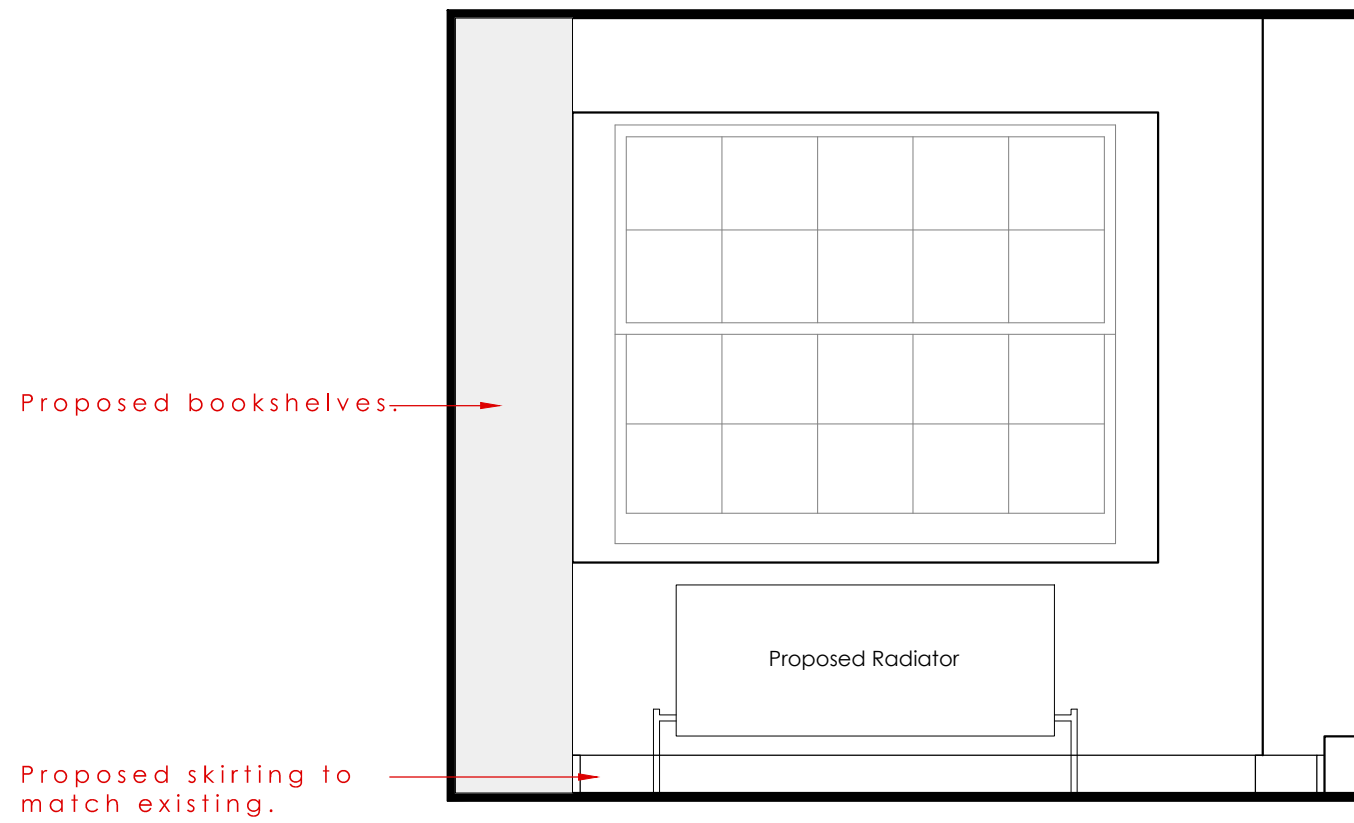 Proposed bookshelves.
Proposed Radiator
Proposed skirting to
match existing.